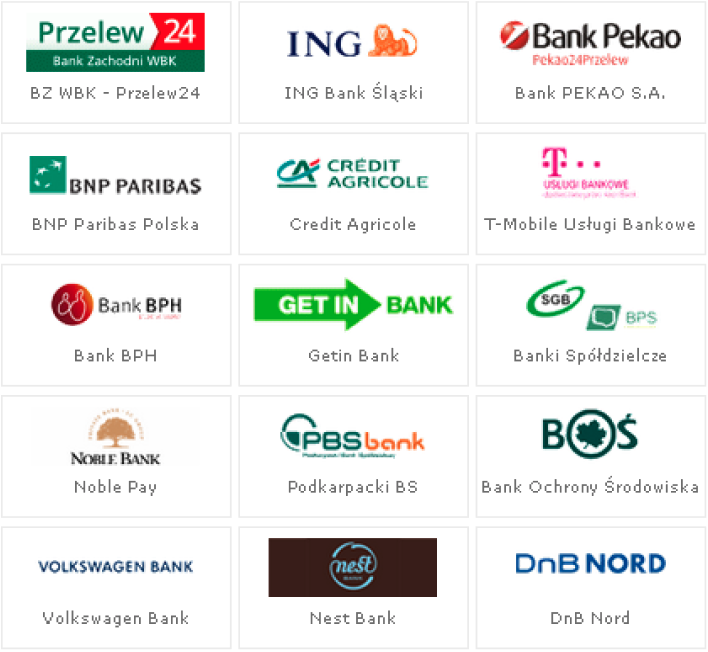 Przelew 24
Bank Zachodni WBK
BZ WBK - Przelew24
ING
ING Bank Śląski
Bank Pekao
Pekao24Przelew
Bank PEKAO S.A.
BNP PARIBAS
BNP Paribas Polska
CA CRÉDIT
AGRICOLE
Credit Agricole
T
USŁUGI BANKOWE
T-Mobile Usługi Bankowe
Bank BPH
Bank BPH
GET IN BANK
Getin Bank
SGB
BPS
Banki Spółdzielcze
NOBLE BANK
Noble Pay
PBSbank
Podkarpacki BS
BOŚ
Bank Ochrony Środowiska
VOLKSWAGEN BANK
Volkswagen Bank
nest
Nest Bank
DnB NORD
DnB Nord